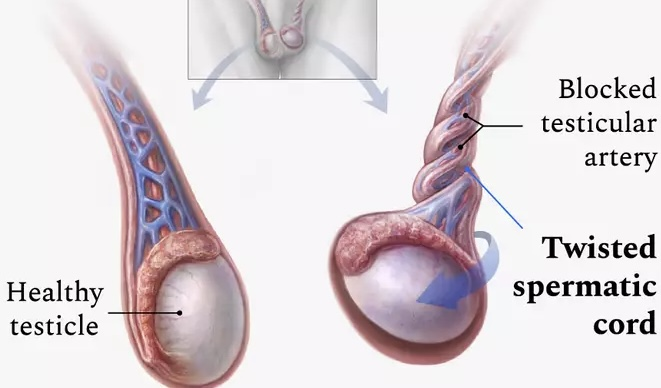 Healthy
testicle
Blocked
testicular
artery
Twisted
spermatic
cord